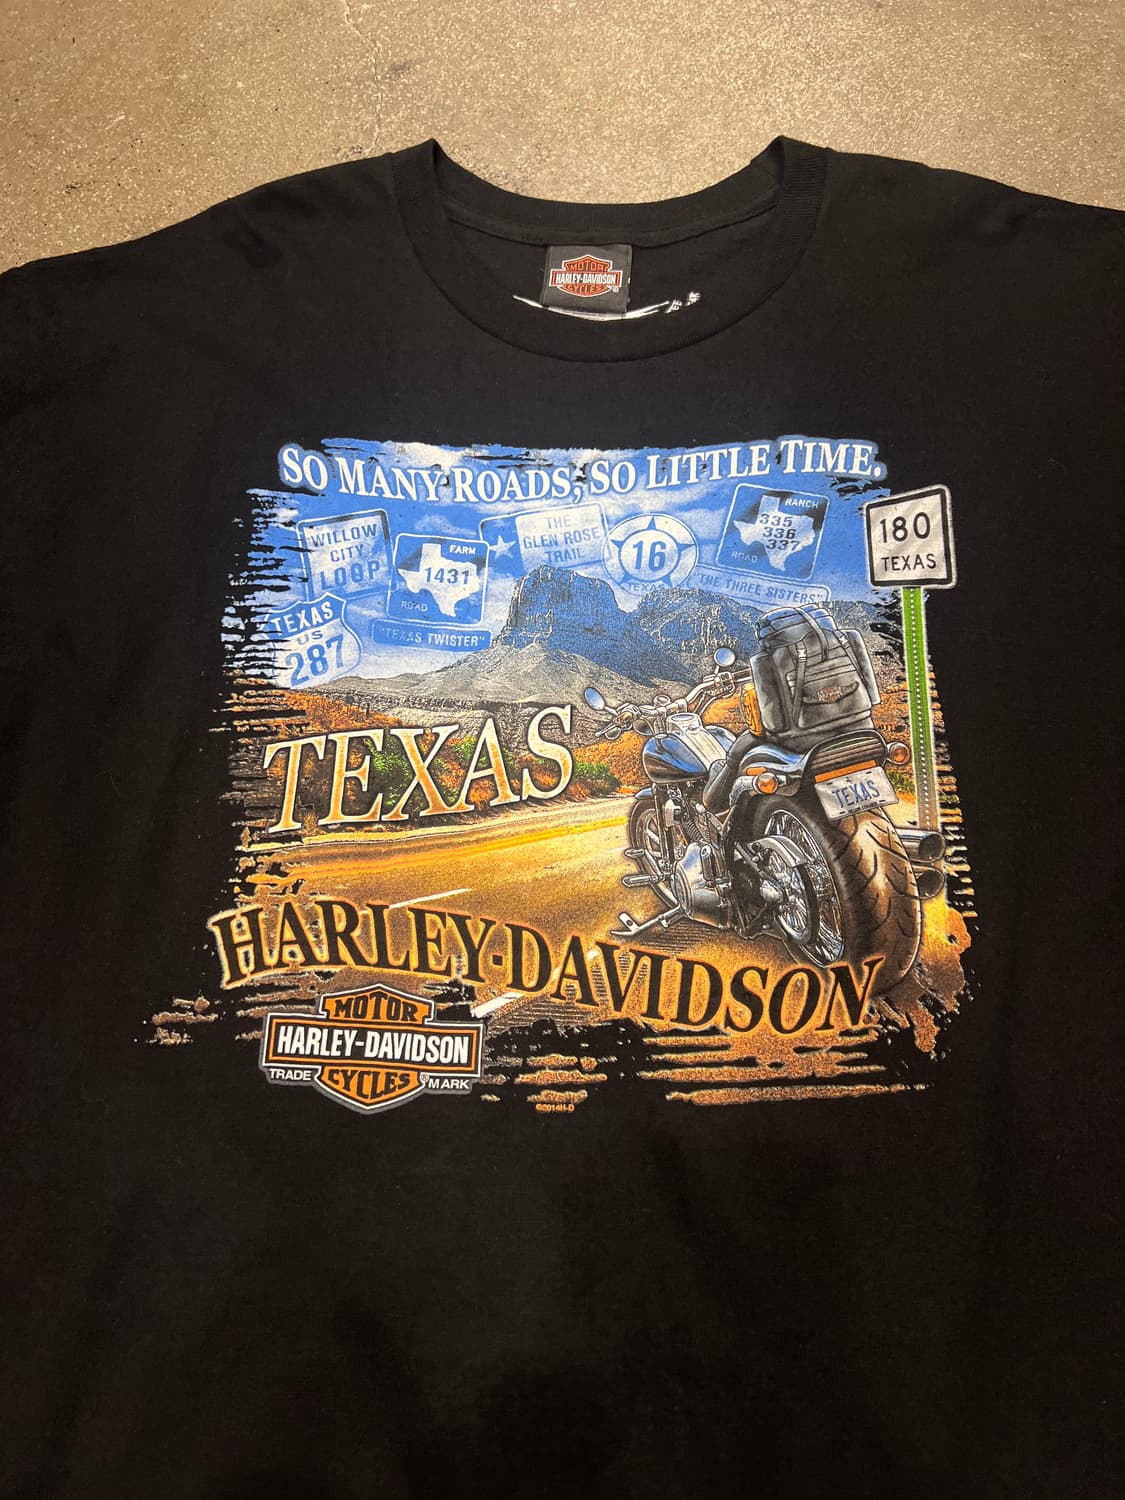 MOTOR
HARLEY-DAVIDSON
CYCLES
®
SO MANY ROADS, SO LITTLE TIME.
WILLOW
CITY
LOOP
FARM
1431
ROAD
"TEXAS TWISTER"
THE
GLEN ROSE
TRAIL
16
TEXAS
RANCH
335
336
337
ROAD
"THE THREE SISTERS"
180
TEXAS
TEXAS
US
287
TEXAS
TEXAS
HARLEY-DAVIDSON
MOTOR
HARLEY-DAVIDSON
TRADE CYCLES ® MARK
©2014H-D